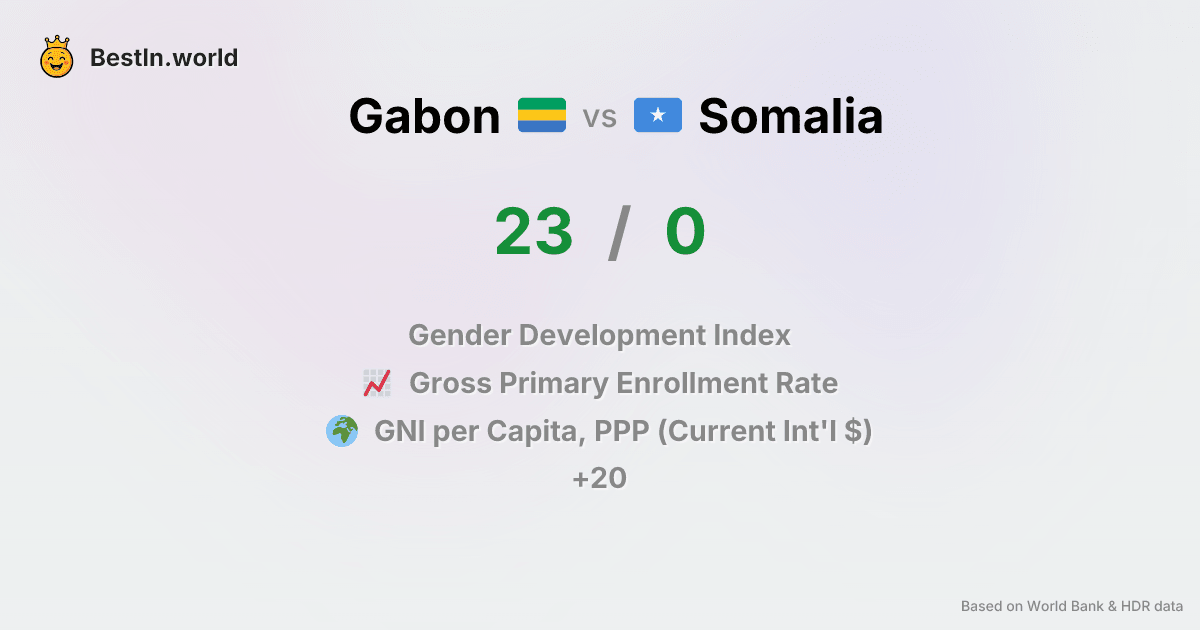 BestIn.world
Gabon vs Somalia
23 / 0
Gender Development Index
Gross Primary Enrollment Rate
GNI per Capita, PPP (Current Int'l $)
+20
Based on World Bank & HDR data